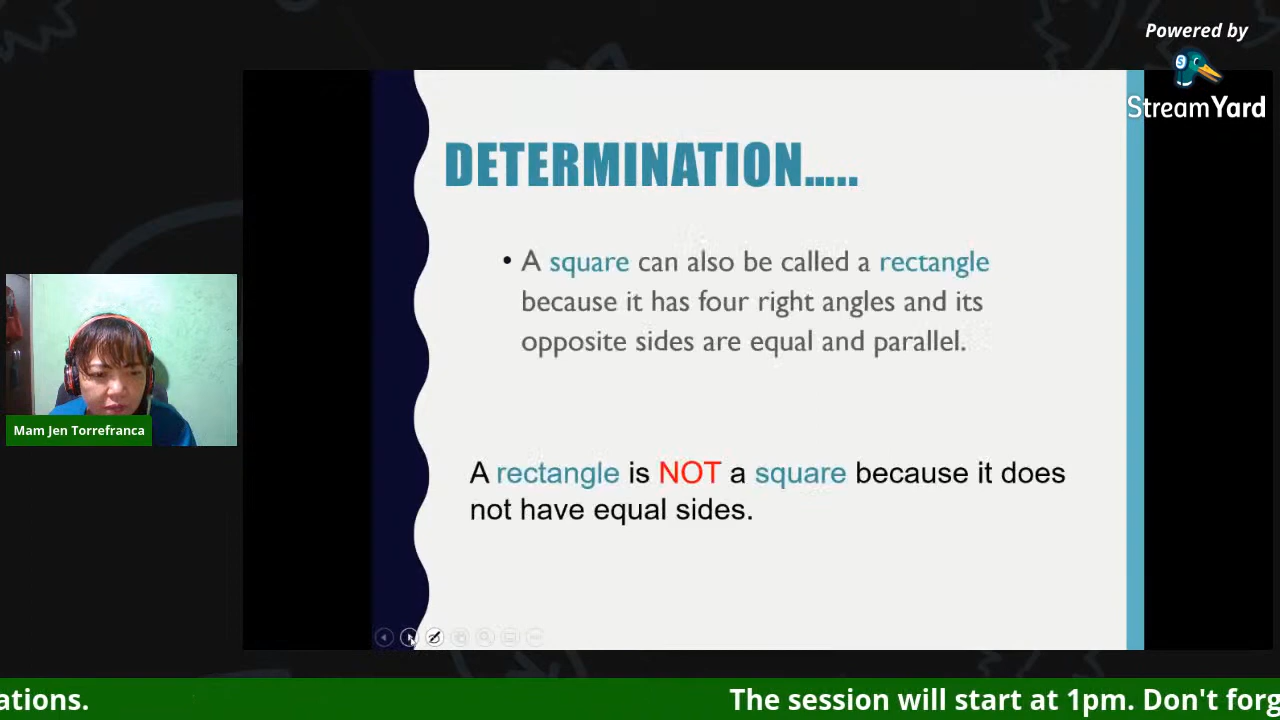 Powered by
StreamYard
DETERMINATION.....
• A square can also be called a rectangle
because it has four right angles and its
opposite sides are equal and parallel.
Mam Jen Torrefranca
A rectangle is NOT a square because it does
not have equal sides.
ations.
The session will start at 1pm. Don't forg